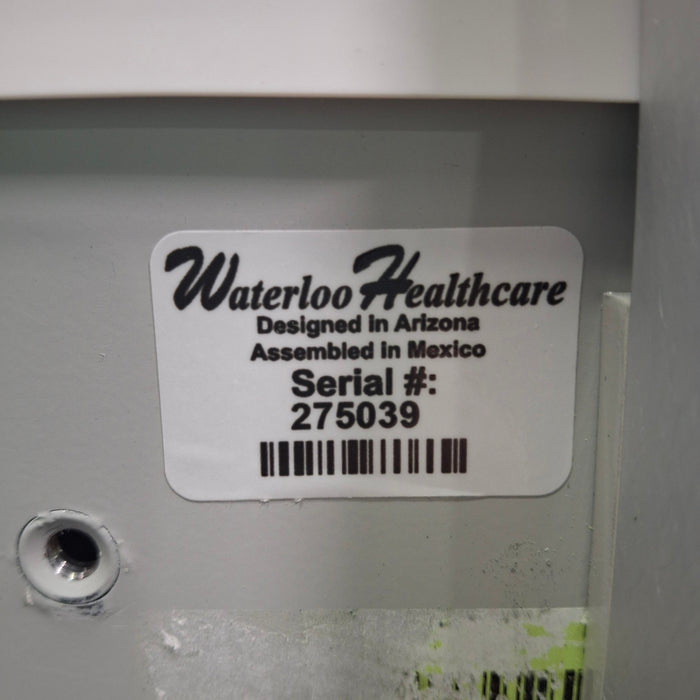 Waterloo Healthcare
Designed in Arizona
Assembled in Mexico
Serial #:
275039